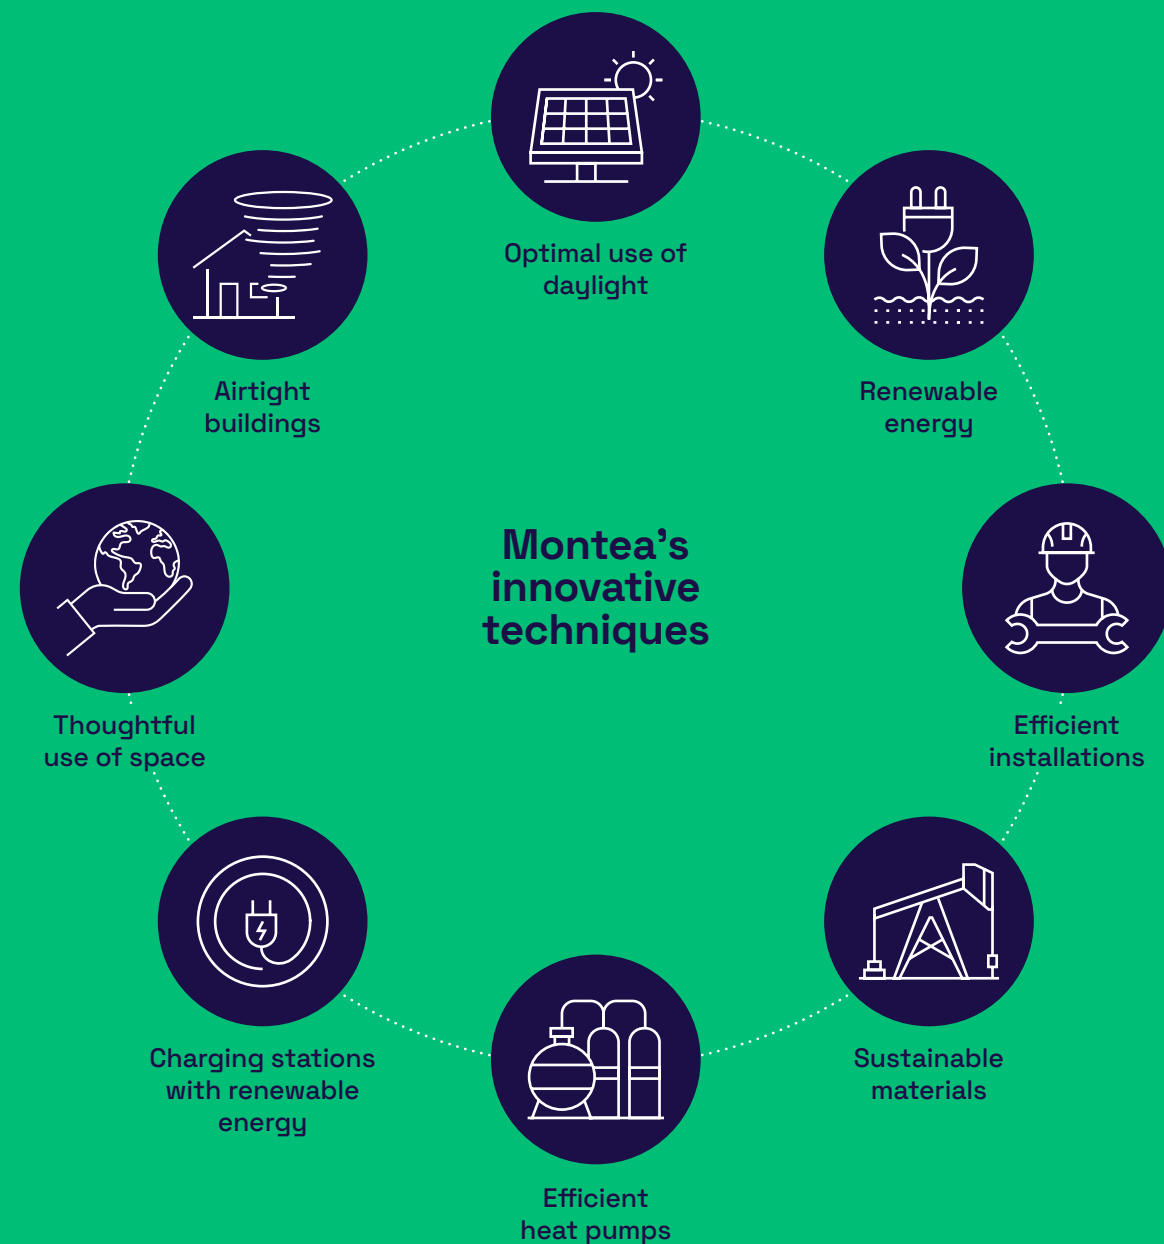 Optimal use of
daylight
Airtight
buildings
Renewable
energy
Montea's
innovative
techniques
Thoughtful
use of space
Efficient
installations
Charging stations
with renewable
energy
Sustainable
materials
Efficient
heat pumps